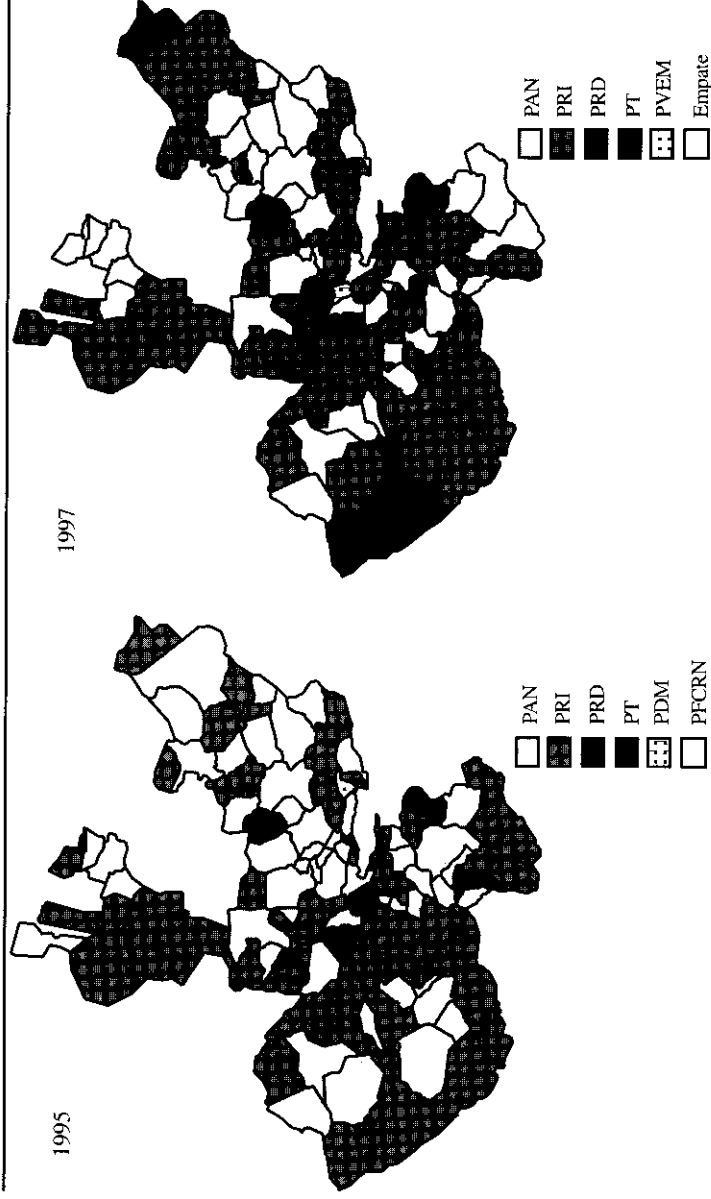 1995
PAN
PRI
PRD
PT
PDM
PFCRN
1997
PAN
PRI
PRD
PT
PVEM
Empate